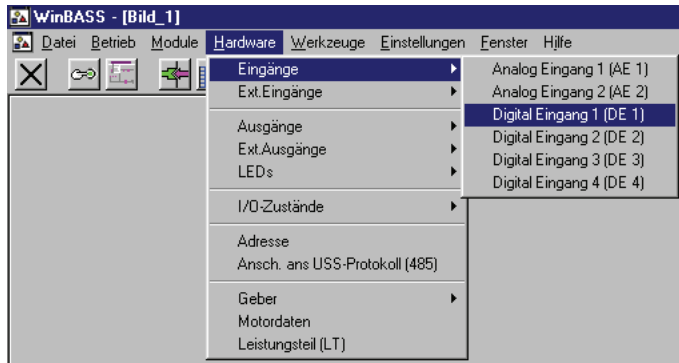 WinBASS - [Bild_1]
Datei Betrieb Module Hardware Werkzeuge Einstellungen Fenster Hilfe
Eingänge
Ext.Eingänge
Ausgänge
Ext.Ausgänge
LEDs
I/O-Zustände
Adresse
Ansch. ans USS-Protokoll (485)
Geber
Motordaten
Leistungsteil (LT)
Analog Eingang 1 (AE 1)
Analog Eingang 2 (AE 2)
Digital Eingang 1 (DE 1)
Digital Eingang 2 (DE 2)
Digital Eingang 3 (DE 3)
Digital Eingang 4 (DE 4)